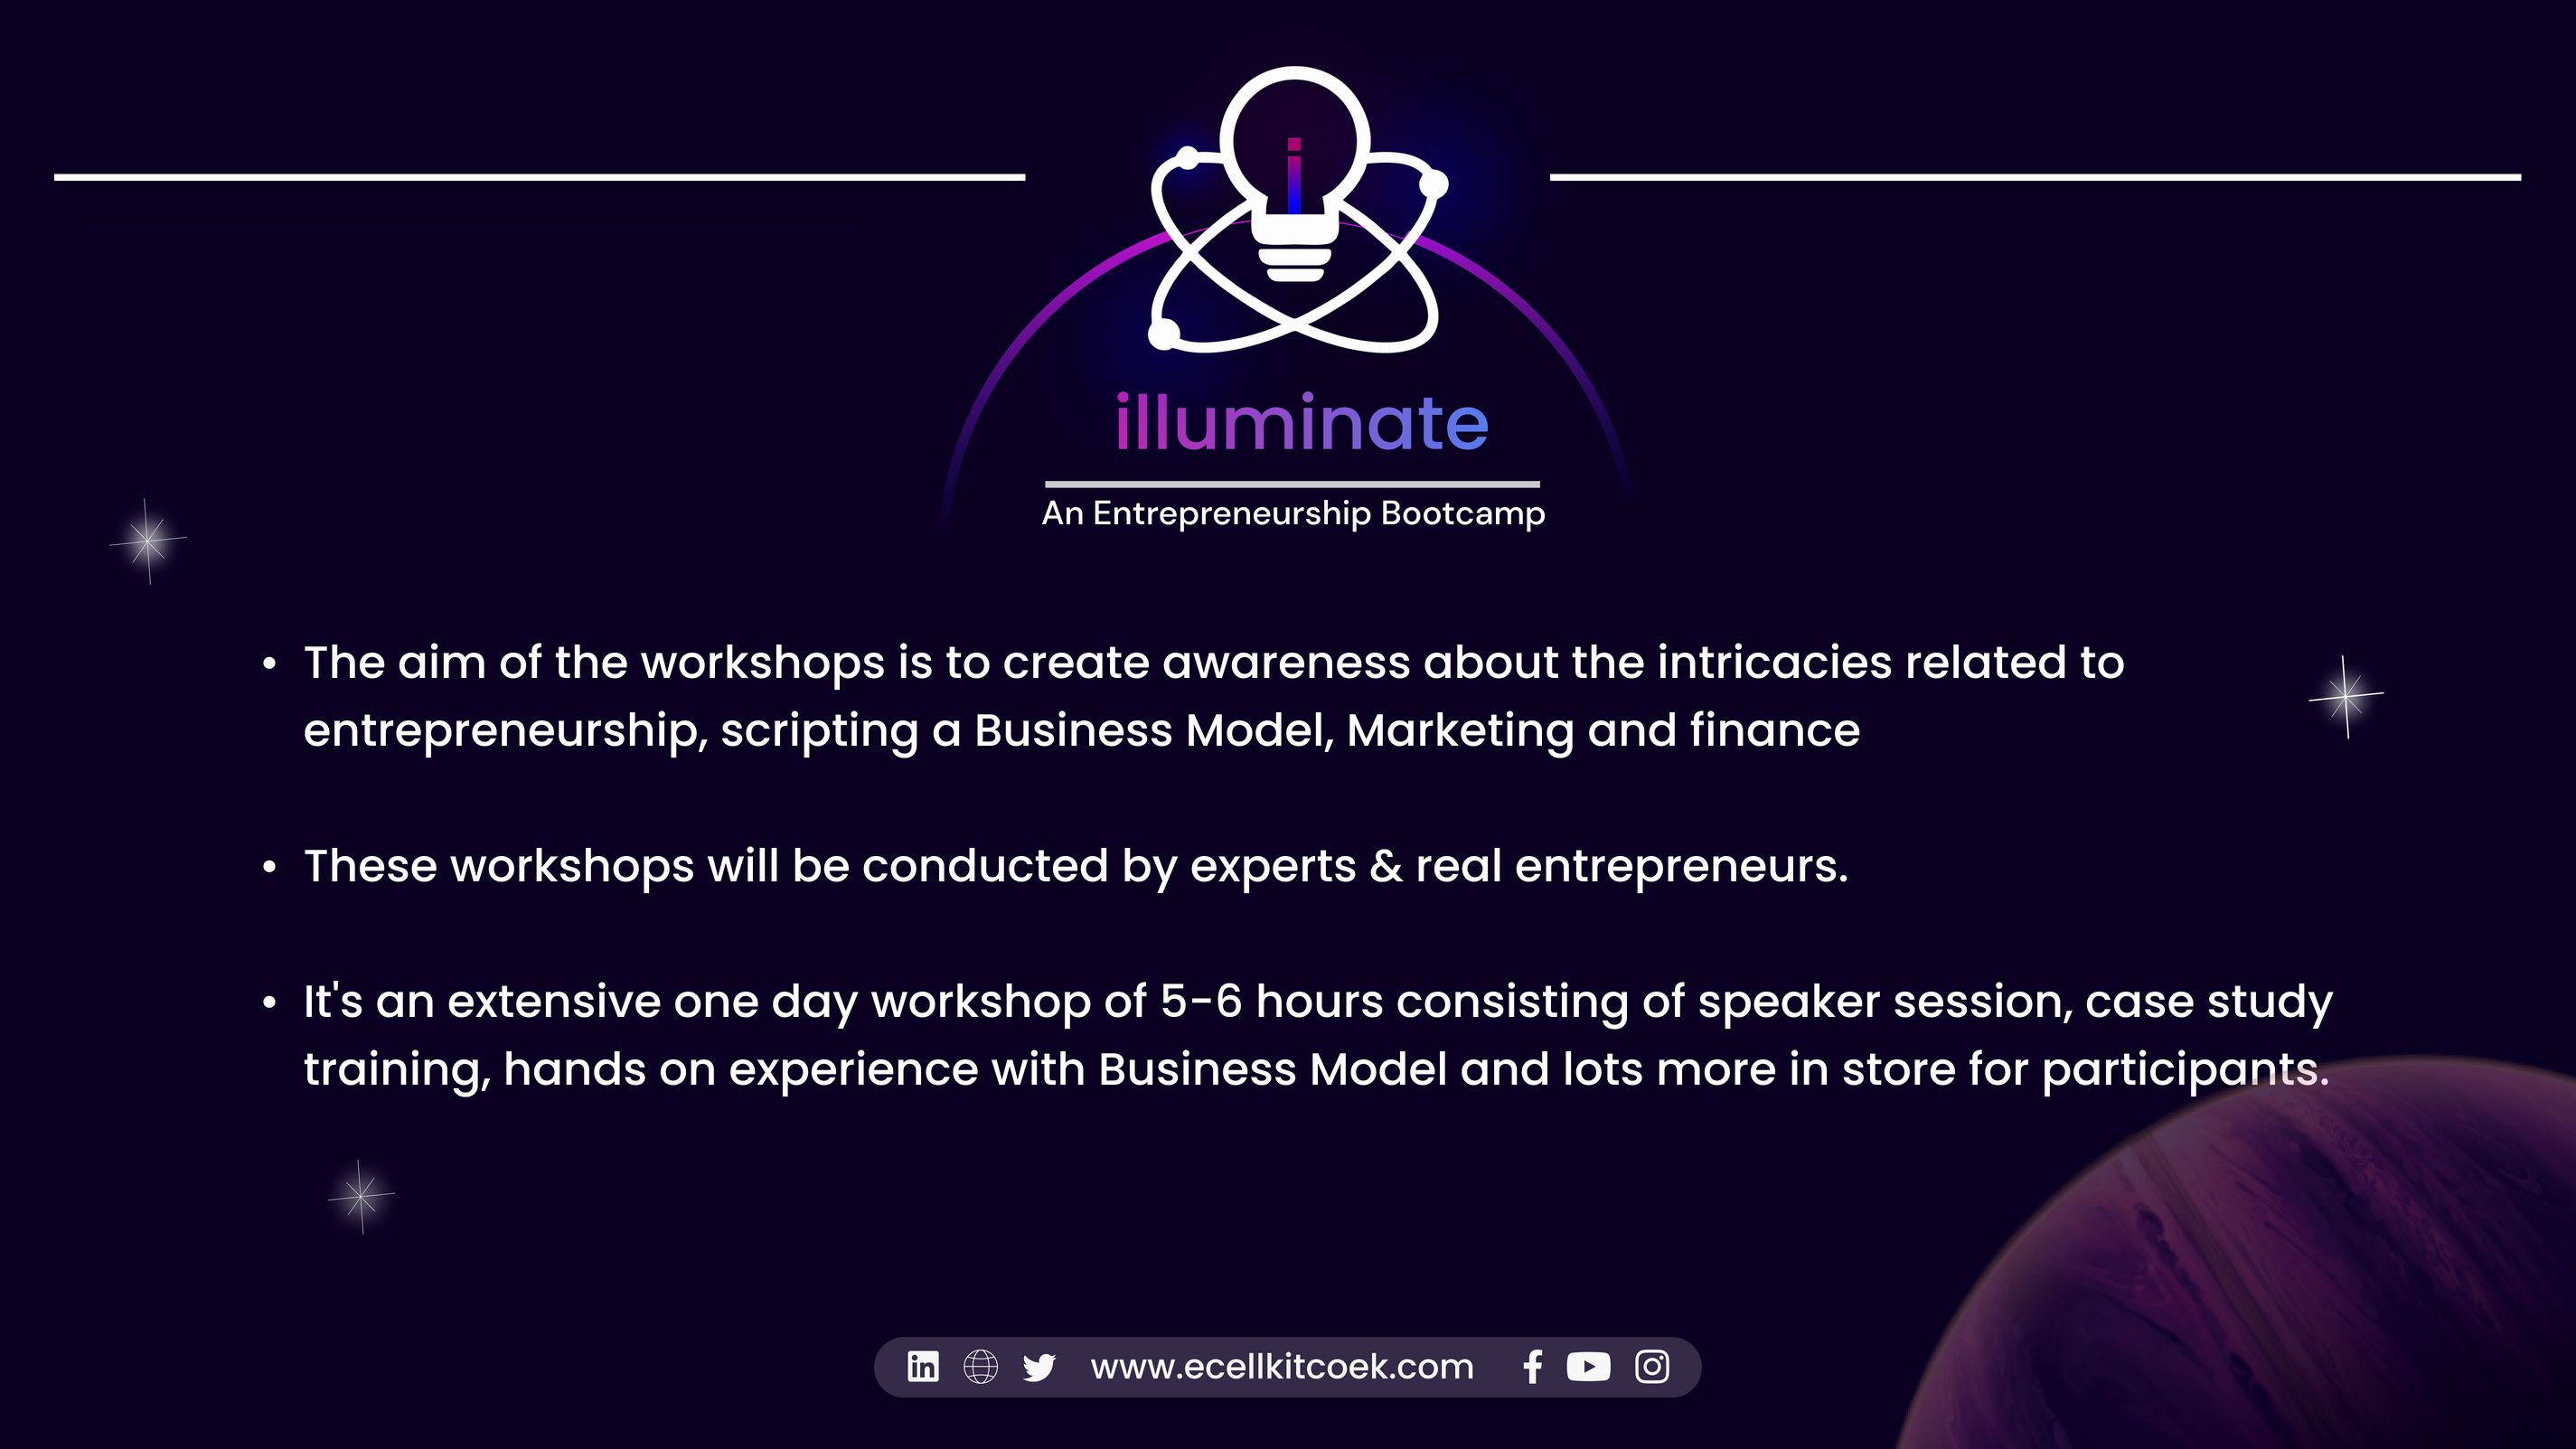 i
illuminate
An Entrepreneurship Bootcamp
• The aim of the workshops is to create awareness about the intricacies related to
entrepreneurship, scripting a Business Model, Marketing and finance
• These workshops will be conducted by experts & real entrepreneurs.
• It's an extensive one day workshop of 5-6 hours consisting of speaker session, case study
training, hands on experience with Business Model and lots more in store for participants.
in www.ecellkitcoek.com f